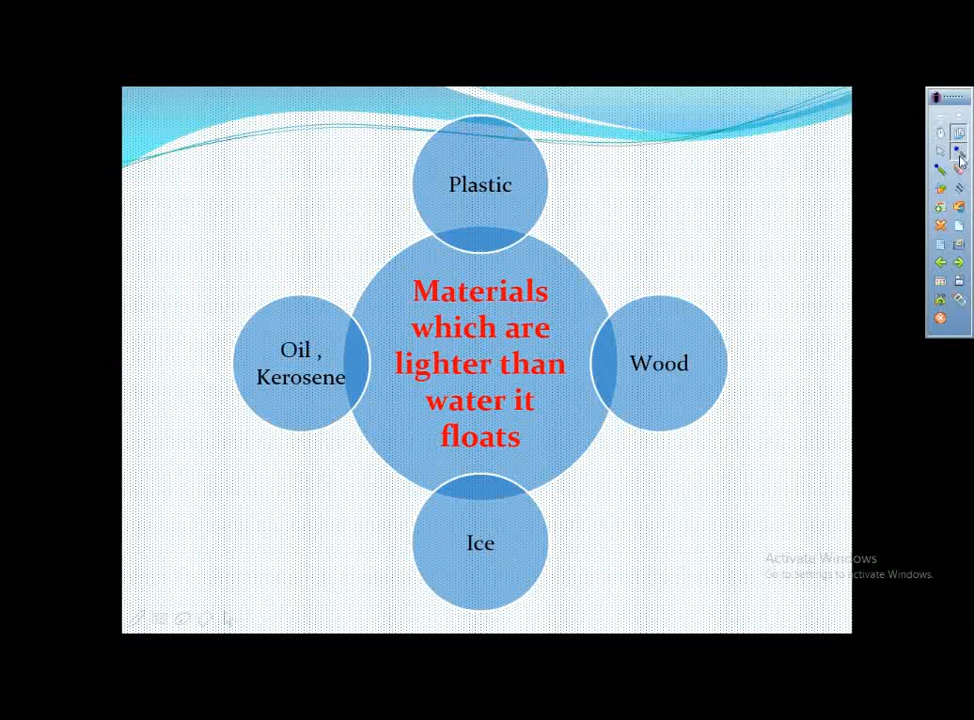 Plastic
Materials
which are
lighter than
water it
floats
Oil ,
Kerosene
Wood
Ice
Activate Windows
Go to Settings to activate Windows.